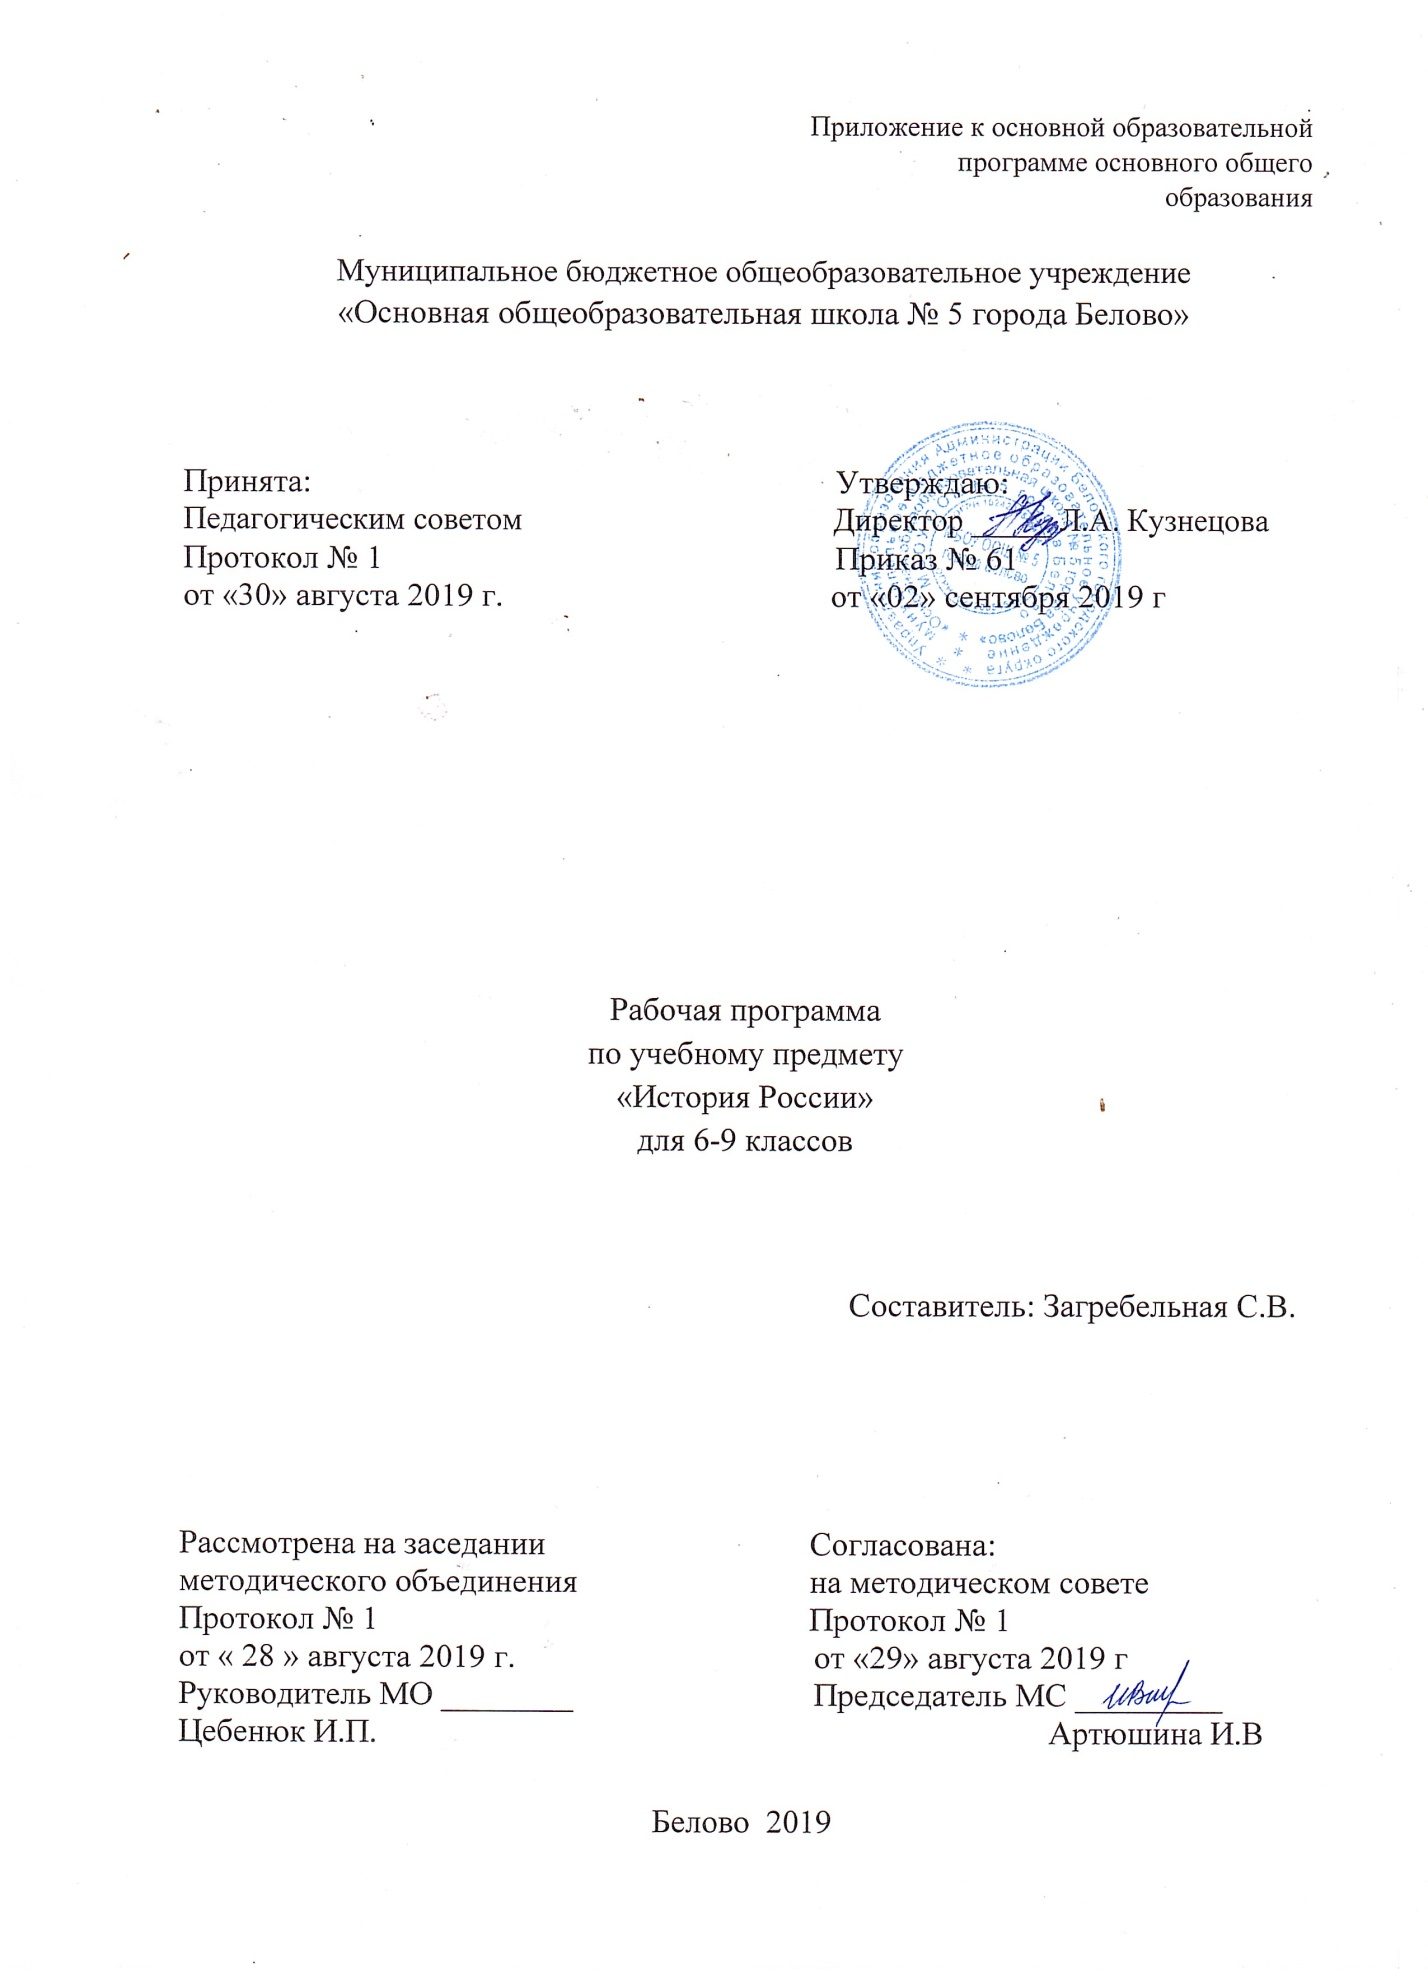 Приложение к основной образовательной
программе основного общего
образования
Муниципальное бюджетное общеобразовательное учреждение
«Основная общеобразовательная школа № 5 города Белово»
Принята:
Педагогическим советом
Протокол № 1
от «30» августа 2019 г.
Утверждаю:
Директор ______Л.А. Кузнецова
Приказ № 61
от «02» сентября 2019 г
Рабочая программа
по учебному предмету
«История России»
для 6-9 классов
Составитель: Загребельная С.В.
Рассмотрена на заседании
методического объединения
Протокол № 1
от « 28 » августа 2019 г.
Руководитель МО ________
Цебенюк И.П.
Согласована:
на методическом совете
Протокол № 1
от «29» августа 2019 г
Председатель МС _________
Артюшина И.В
Белово 2019